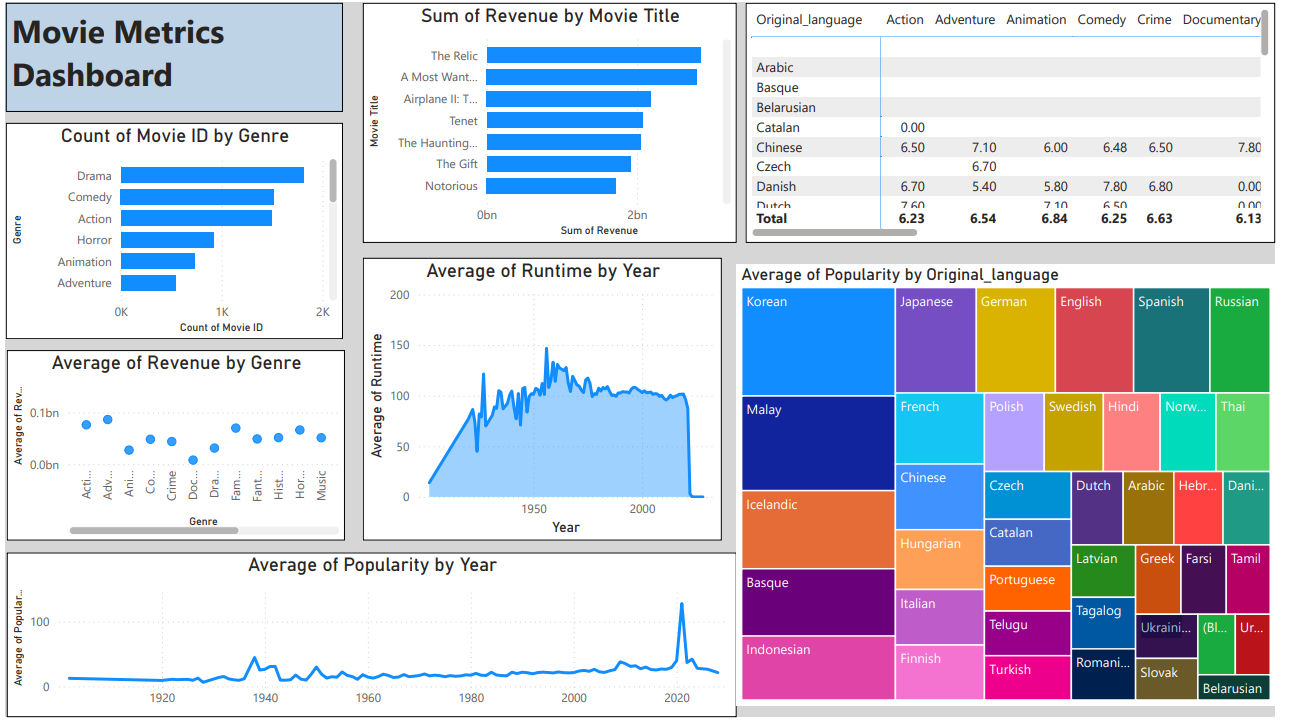 Movie Metrics
Dashboard
Count of Movie ID by Genre
Genre
Drama
Comedy
Action
Horror
Animation
Adventure
0K 1K 2K
Count of Movie ID
Average of Revenue by Genre
Average of Rev...
0.1bn
0.0bn
Acti... Adv... Ani... Co... Crime Doc... Dra... Fam... Fant... Hist... Hor... Music
Genre
Sum of Revenue by Movie Title
Movie Title
The Relic
A Most Want...
Airplane II: T...
Tenet
The Haunting...
The Gift
Notorious
0bn 2bn
Sum of Revenue
Average of Runtime by Year
Average of Runtime
200
150
100
50
0
1950 2000
Year
Average of Popularity by Year
Average of Popular...
100
0
1920 1940 1960 1980 2000 2020
Original_language Action Adventure Animation Comedy Crime Documentary
Arabic
Basque
Belarusian
Catalan 0.00
Chinese 6.50 7.10 6.00 6.48 6.50 7.80
Czech 6.70
Danish 6.70 5.40 5.80 7.80 6.80 0.00
Dutch 7.60 7.10 6.50 0.00
Total 6.23 6.54 6.84 6.25 6.63 6.13
Average of Popularity by Original_language
Korean
Malay
Icelandic
Basque
Indonesian
Japanese German English Spanish Russian
French
Chinese
Hungarian
Italian
Finnish
Polish Swedish Hindi Norw... Thai
Czech
Catalan
Portuguese
Telugu
Turkish
Dutch Arabic Hebr... Dani...
Latvian
Tagalog
Romani...
Greek Farsi Tamil
Ukraini... (Bl... Ur...
Slovak
Belarusian